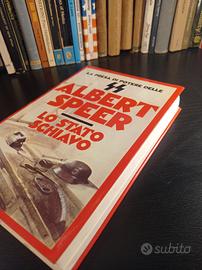 LA PRESA DI POTERE DELLE
SS
ALBERT
SPEER
LO STATO
SCHIAVO
subito